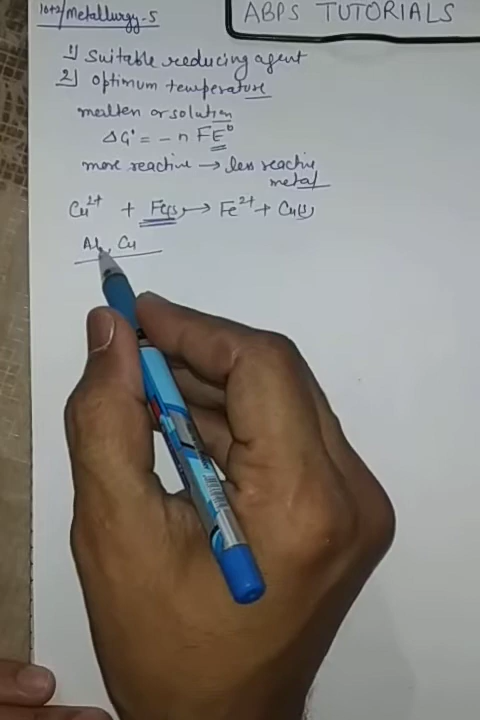 10+2/Metallurgy-5
ABPS TUTORIALS
1) Suitable reducing agent
2) Optimum temperature
molten or solution
ΔG° = - n FE°
more reactive → less reactive
metal
Cu²⁺ + Fe(s) → Fe²⁺ + Cu(s)
Al, Cu